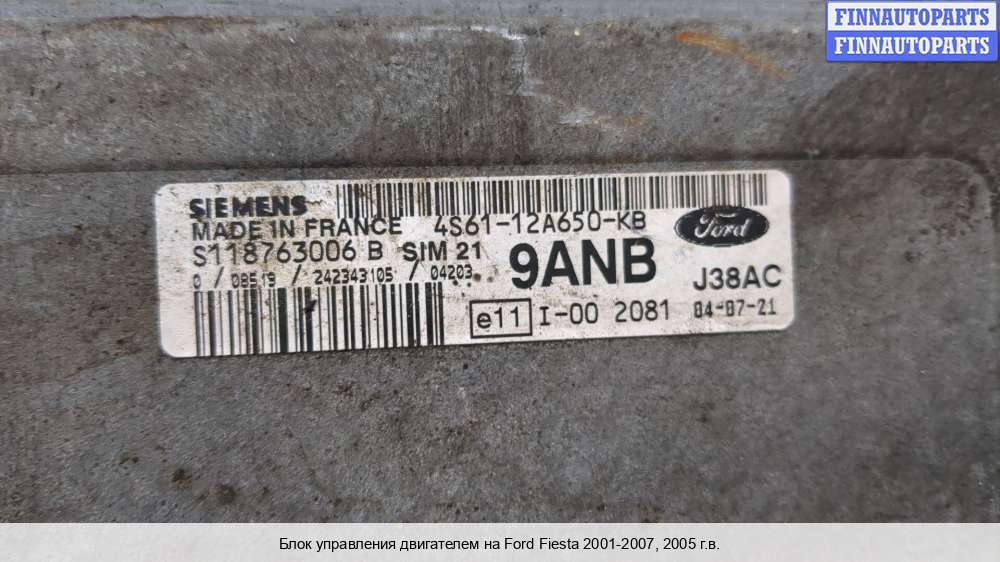 FINNAUTOPARTS
FINNAUTOPARTS
SIEMENS
MADE IN FRANCE 4S61-12A650-KB Ford
S118763006 B SIM 21 9ANB J38AC
0 / 08519 / 242343105 / 04203
e11 I-00 2081 04-07-21
Блок управления двигателем на Ford Fiesta 2001-2007, 2005 г.в.